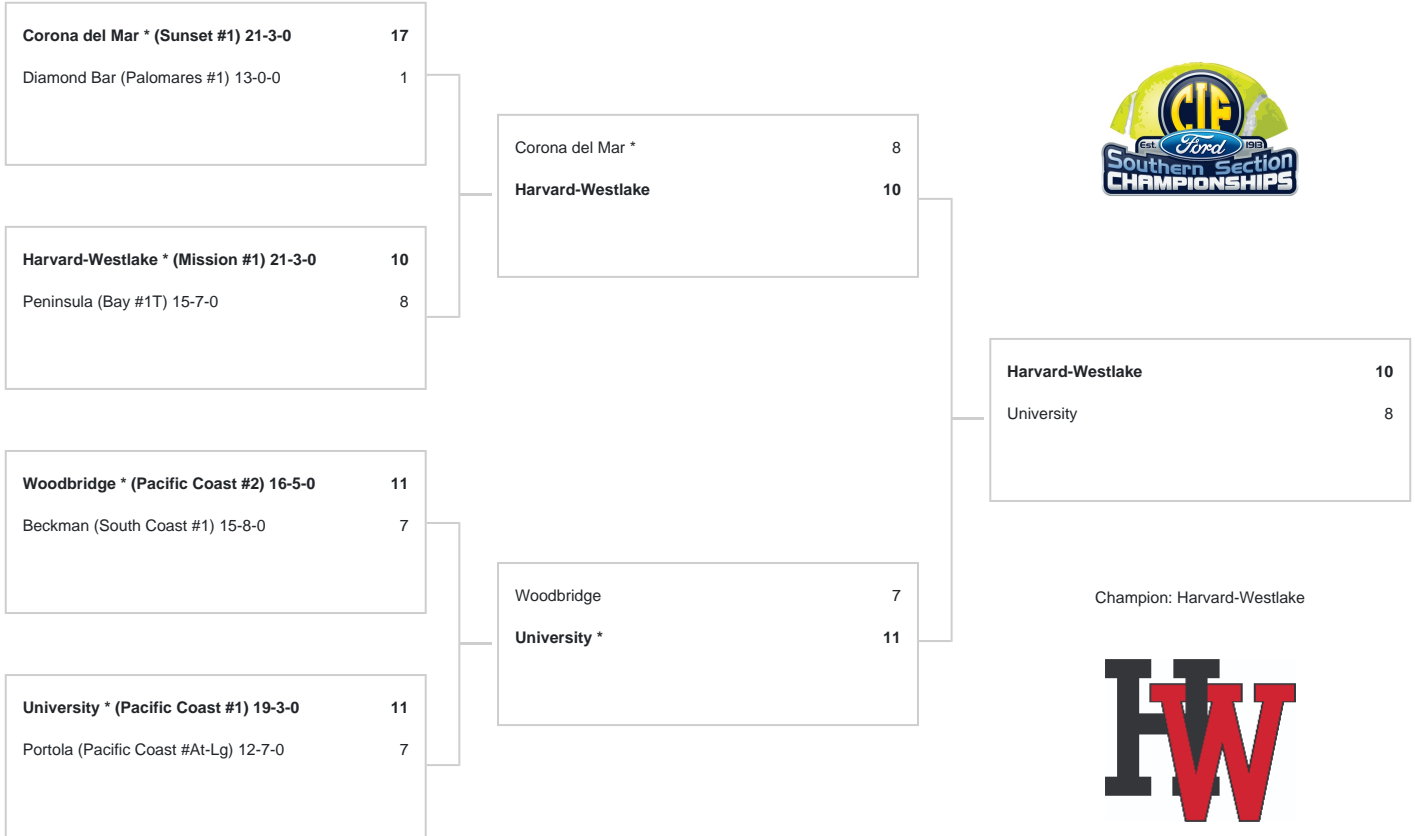 Corona del Mar * (Sunset #1) 21-3-0 17
Diamond Bar (Palomares #1) 13-0-0 1
Harvard-Westlake * (Mission #1) 21-3-0 10
Peninsula (Bay #1T) 15-7-0 8
Woodbridge * (Pacific Coast #2) 16-5-0 11
Beckman (South Coast #1) 15-8-0 7
University * (Pacific Coast #1) 19-3-0 11
Portola (Pacific Coast #At-Lg) 12-7-0 7
Corona del Mar * 8
Harvard-Westlake 10
Woodbridge 7
University * 11
CIF
Est. Ford 1913
Southern Section
CHAMPIONSHIPS
Harvard-Westlake 10
University 8
Champion: Harvard-Westlake
HW